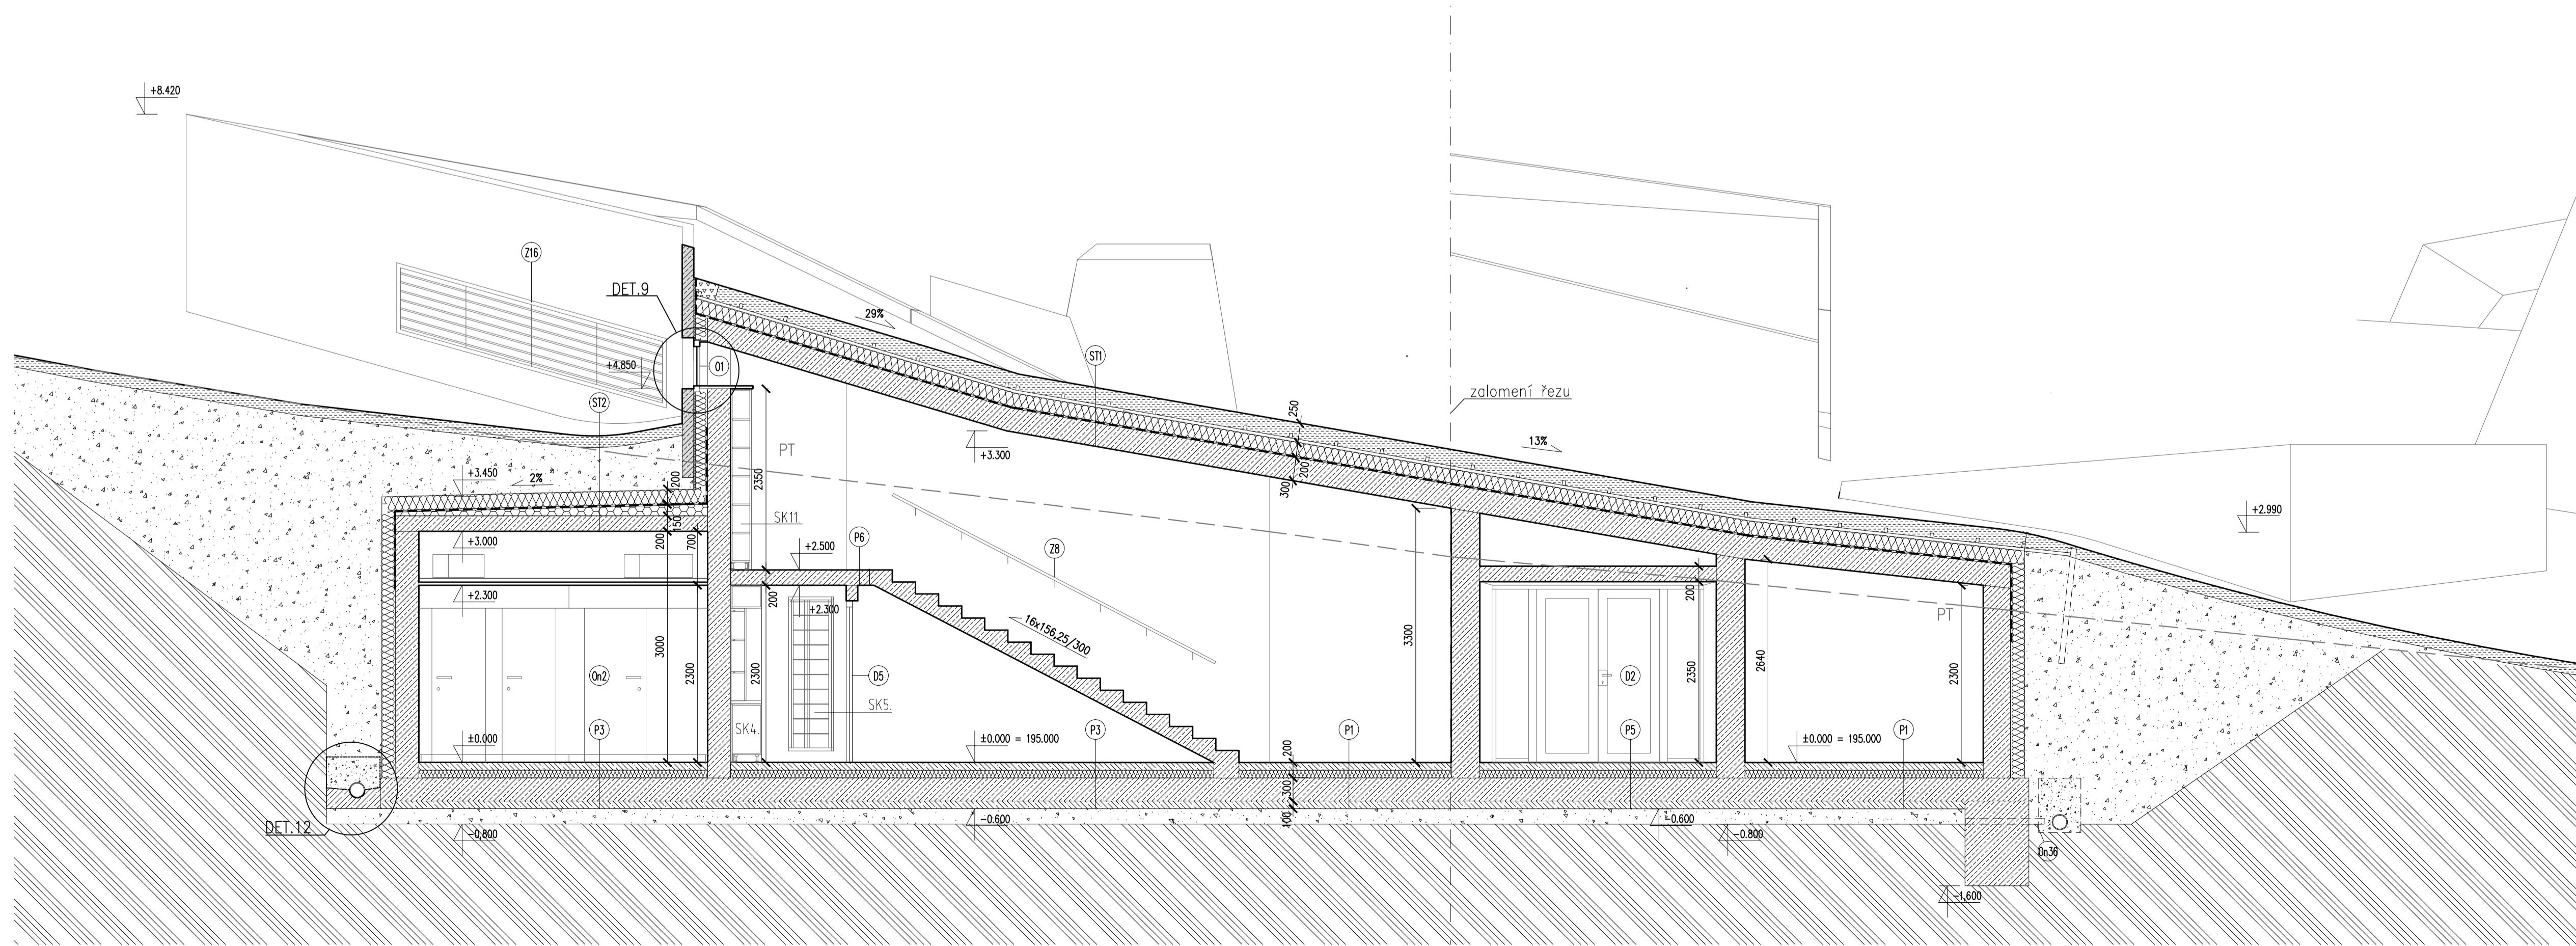 +8.420
Z16
DET.9
29%
+4.850
O1
ST1
ST2
zalomení řezu
250
13%
PT
+3.300
200
300
+3.450
2%
200
2350
150
SK11
+2.990
+3.000
200
700
+2.500
P6
Z8
+2.300
200
+2.300
200
PT
16x156,25/300
3000
2300
2300
3300
2350
2640
2300
On2
D5
D2
SK5.
P3
SK4.
P3
P1
P5
P1
±0.000
±0.000 = 195.000
200
±0.000 = 195.000
300
100
DET.12
-0,800
-0.600
-0.600
-0.800
On36
-1,600